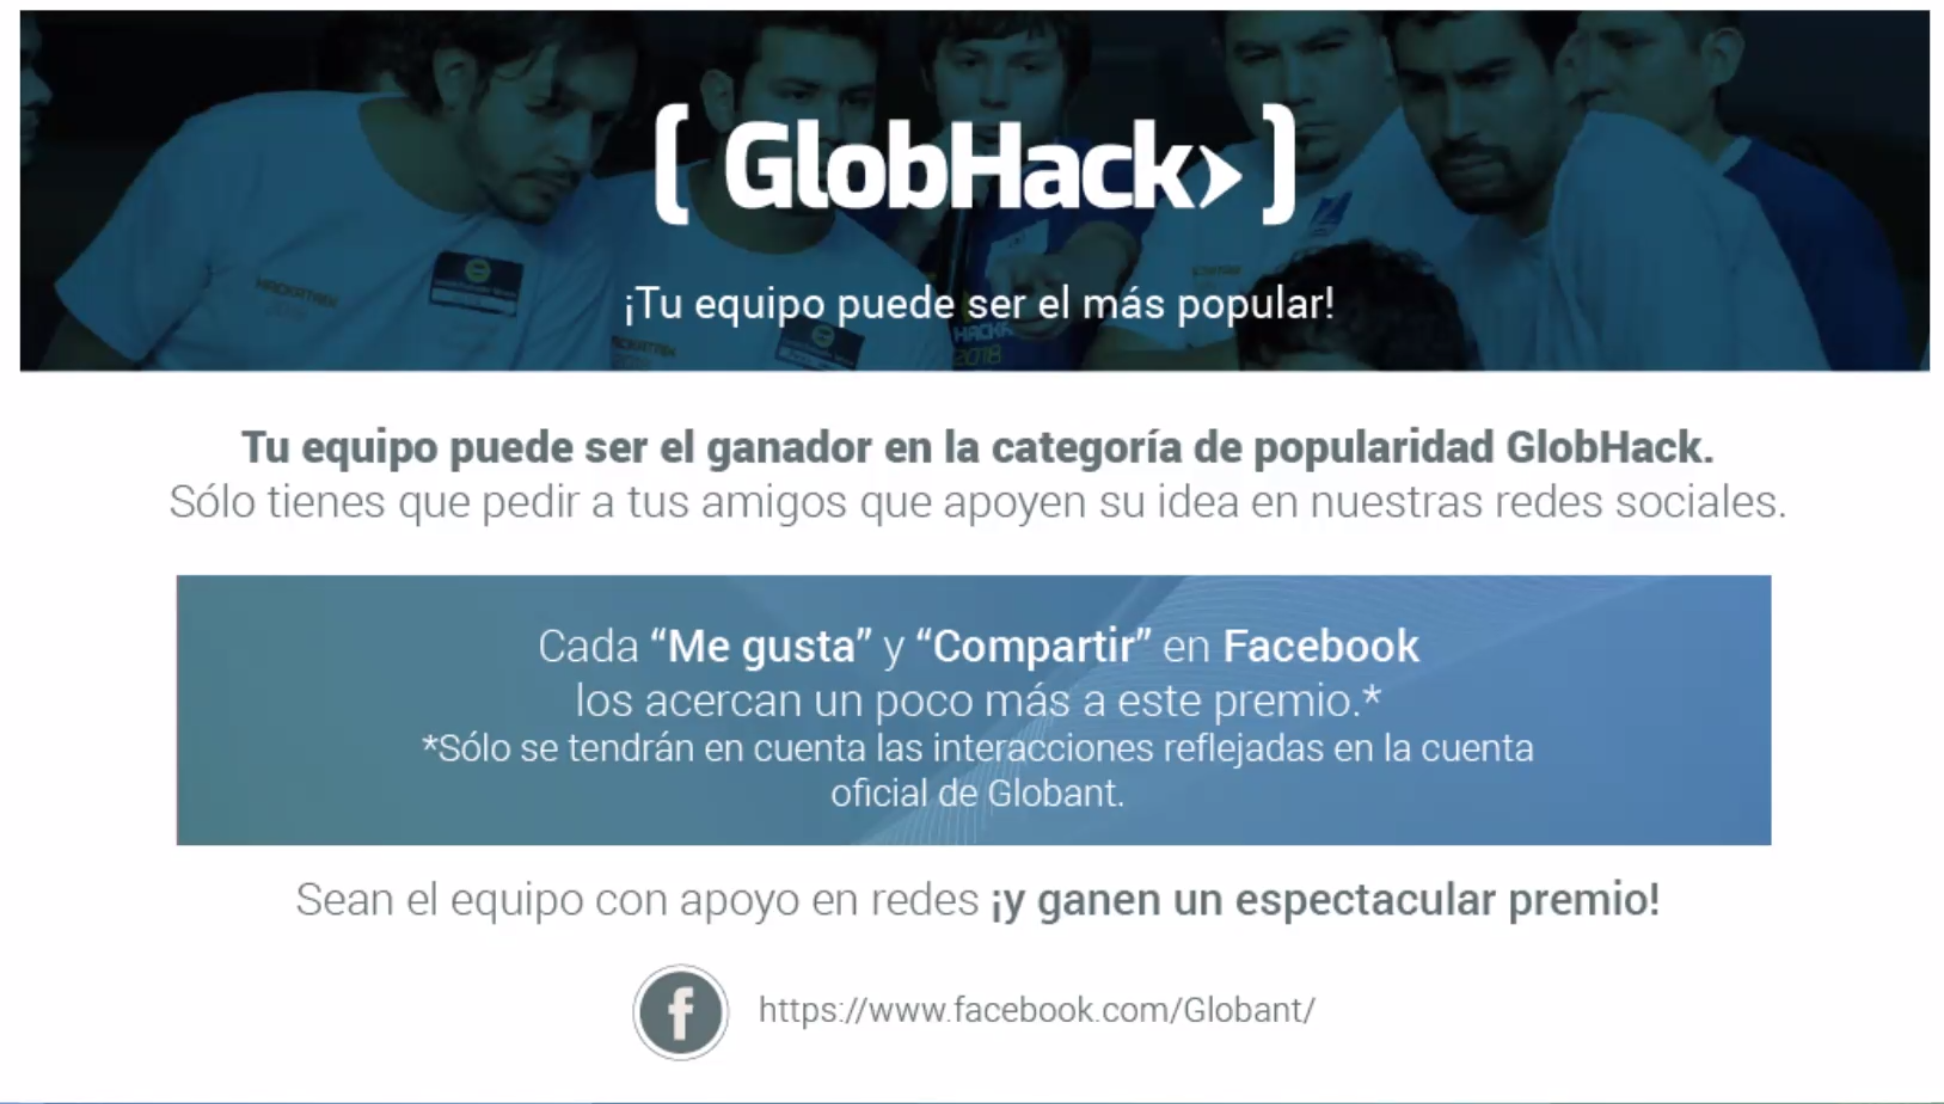 [ GlobHack> ]
¡Tu equipo puede ser el más popular!
HACKATREK
HACKATREK
2018
Tu equipo puede ser el ganador en la categoría de popularidad GlobHack.
Sólo tienes que pedir a tus amigos que apoyen su idea en nuestras redes sociales.
Cada “Me gusta” y “Compartir” en Facebook
los acercan un poco más a este premio.*
*Sólo se tendrán en cuenta las interacciones reflejadas en la cuenta
oficial de Globant.
Sean el equipo con apoyo en redes ¡y ganen un espectacular premio!
f https://www.facebook.com/Globant/